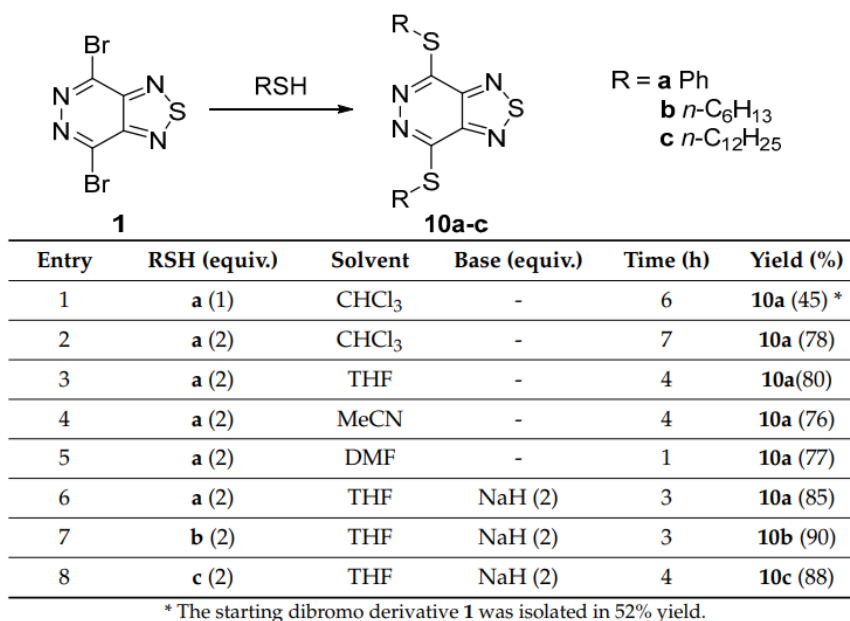 Br
N
N
N
N
S
Br
1
RSH
R
S
N
N
N
N
S
S
R
10a-c
R = a Ph
b n-C₆H₁₃
c n-C₁₂H₂₅
Entry RSH (equiv.) Solvent Base (equiv.) Time (h) Yield (%)
1 a (1) CHCl₃ - 6 10a (45) *
2 a (2) CHCl₃ - 7 10a (78)
3 a (2) THF - 4 10a(80)
4 a (2) MeCN - 4 10a (76)
5 a (2) DMF - 1 10a (77)
6 a (2) THF NaH (2) 3 10a (85)
7 b (2) THF NaH (2) 3 10b (90)
8 c (2) THF NaH (2) 4 10c (88)
* The starting dibromo derivative 1 was isolated in 52% yield.